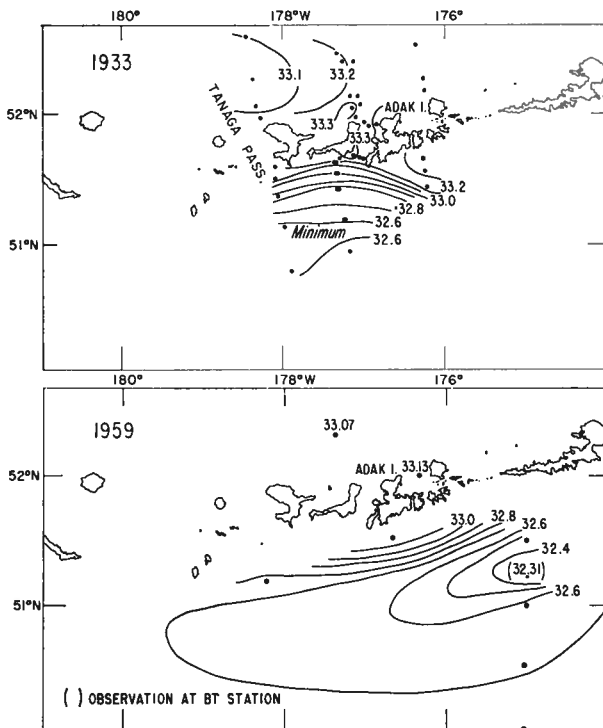 180° 178°W 176°
1933
33.1
33.2
52°N
TANAGA PASS.
33.3
ADAK I.
33.3
33.2
33.0
32.8
32.6
Minimum
32.6
51°N
180° 178°W 176°
1959
33.07
52°N
ADAK I. 33.13
33.0
32.8
32.6
32.4
(32.31)
32.6
51°N
( ) OBSERVATION AT BT STATION